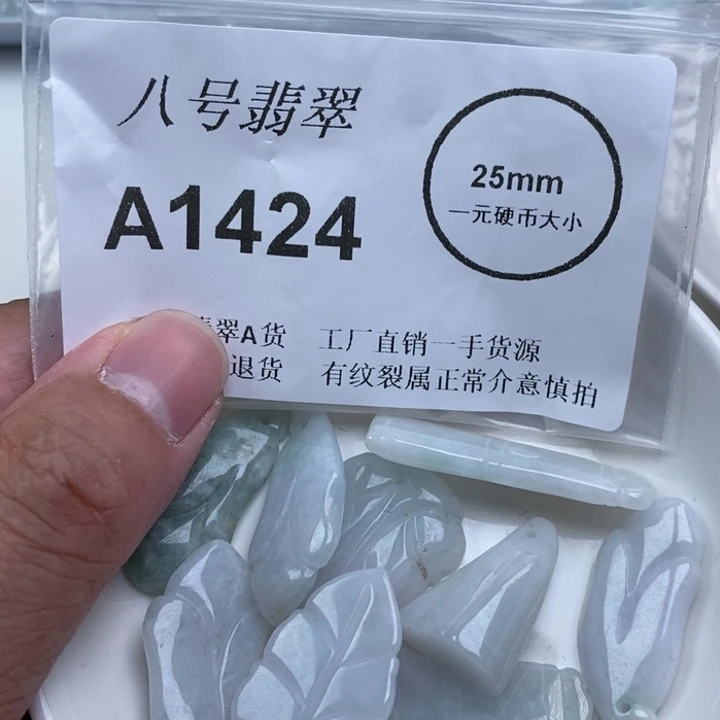 八号翡翠
A1424
25mm
一元硬币大小
翠A货 工厂直销一手货源
退货 有纹裂属正常介意慎拍